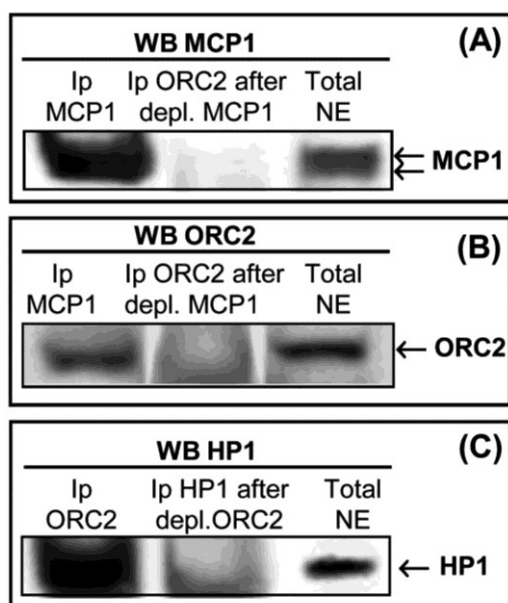 (A)
WB MCP1
Ip Ip ORC2 after Total
MCP1 depl. MCP1 NE
MCP1
(B)
WB ORC2
Ip Ip ORC2 after Total
MCP1 depl. MCP1 NE
ORC2
(C)
WB HP1
Ip Ip HP1 after Total
ORC2 depl.ORC2 NE
HP1